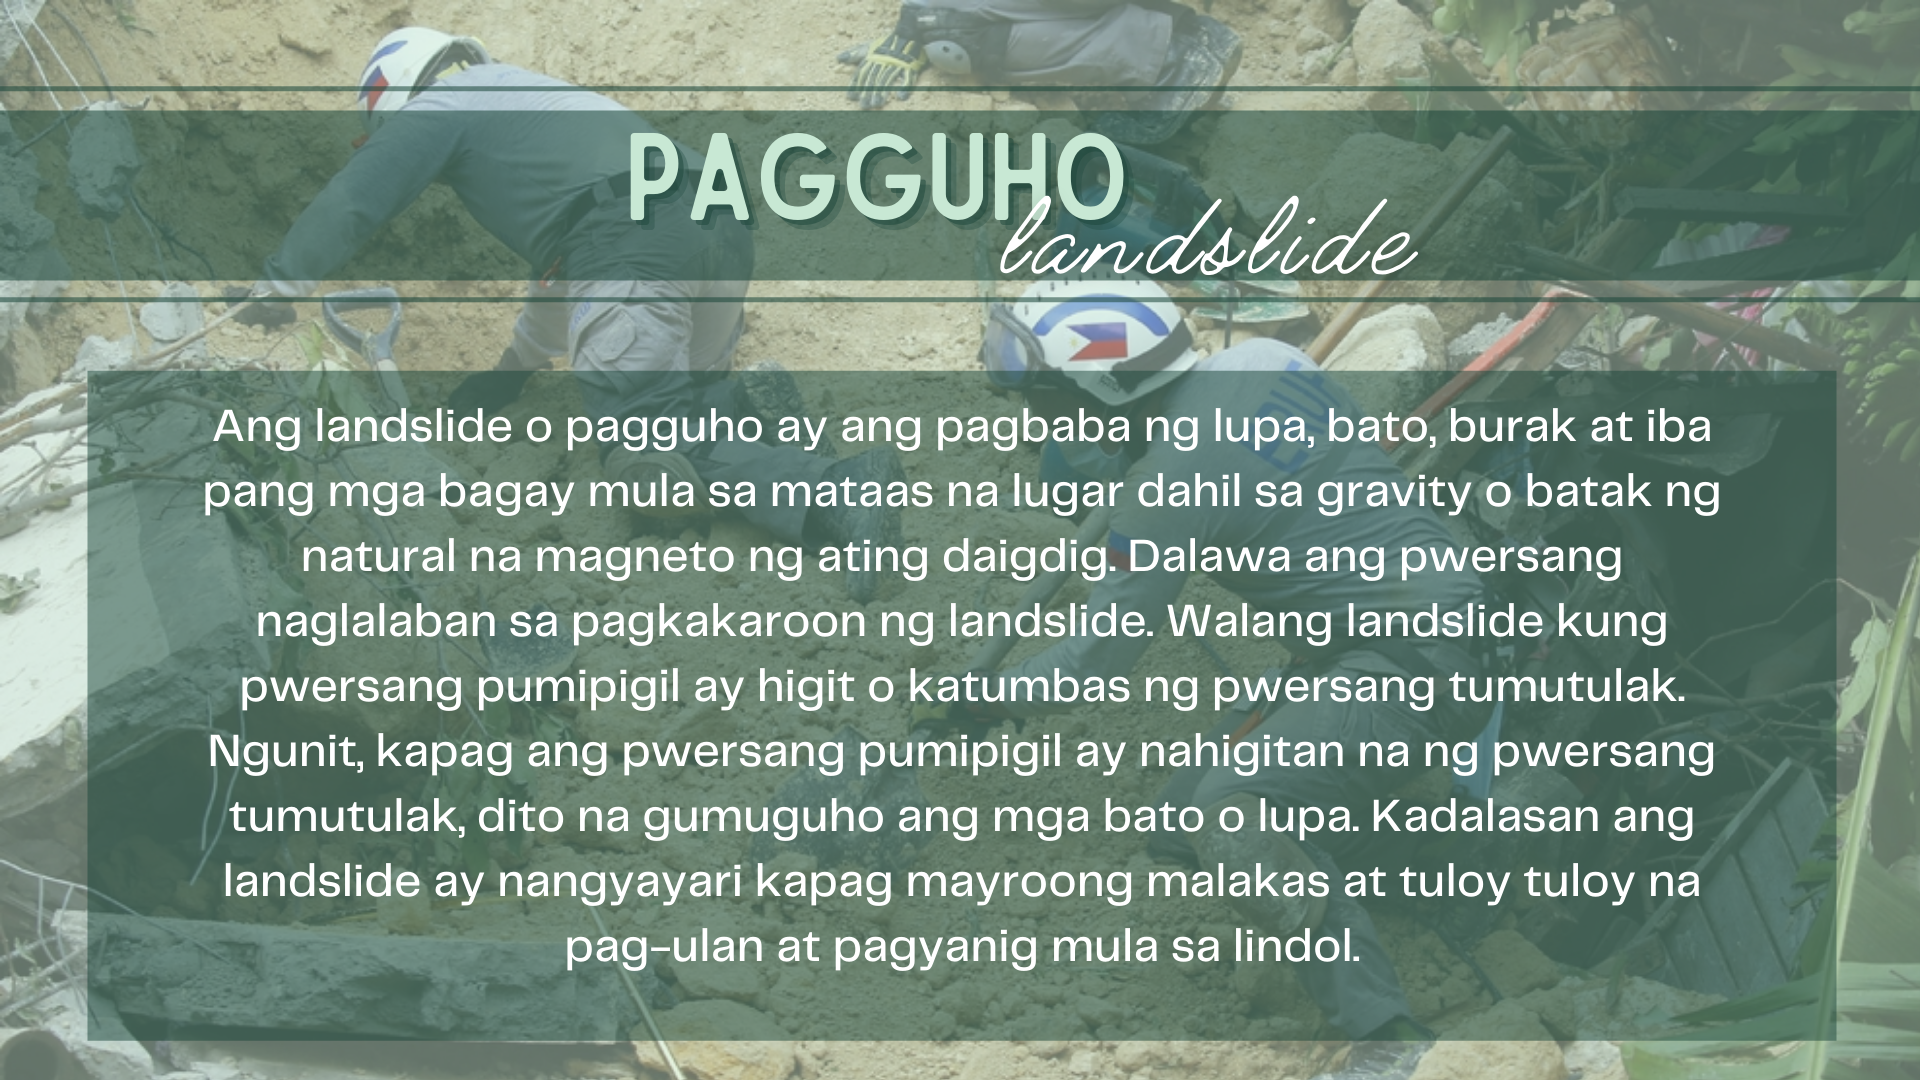 PAGGUHO
landslide
Ang landslide o pagguho ay ang pagbaba ng lupa, bato, burak at iba
pang mga bagay mula sa mataas na lugar dahil sa gravity o batak ng
natural na magneto ng ating daigdig. Dalawa ang pwersang
naglalaban sa pagkakaroon ng landslide. Walang landslide kung
pwersang pumipigil ay higit o katumbas ng pwersang tumutulak.
Ngunit, kapag ang pwersang pumipigil ay nahigitan na ng pwersang
tumutulak, dito na gumuguho ang mga bato o lupa. Kadalasan ang
landslide ay nangyayari kapag mayroong malakas at tuloy tuloy na
pag-ulan at pagyanig mula sa lindol.